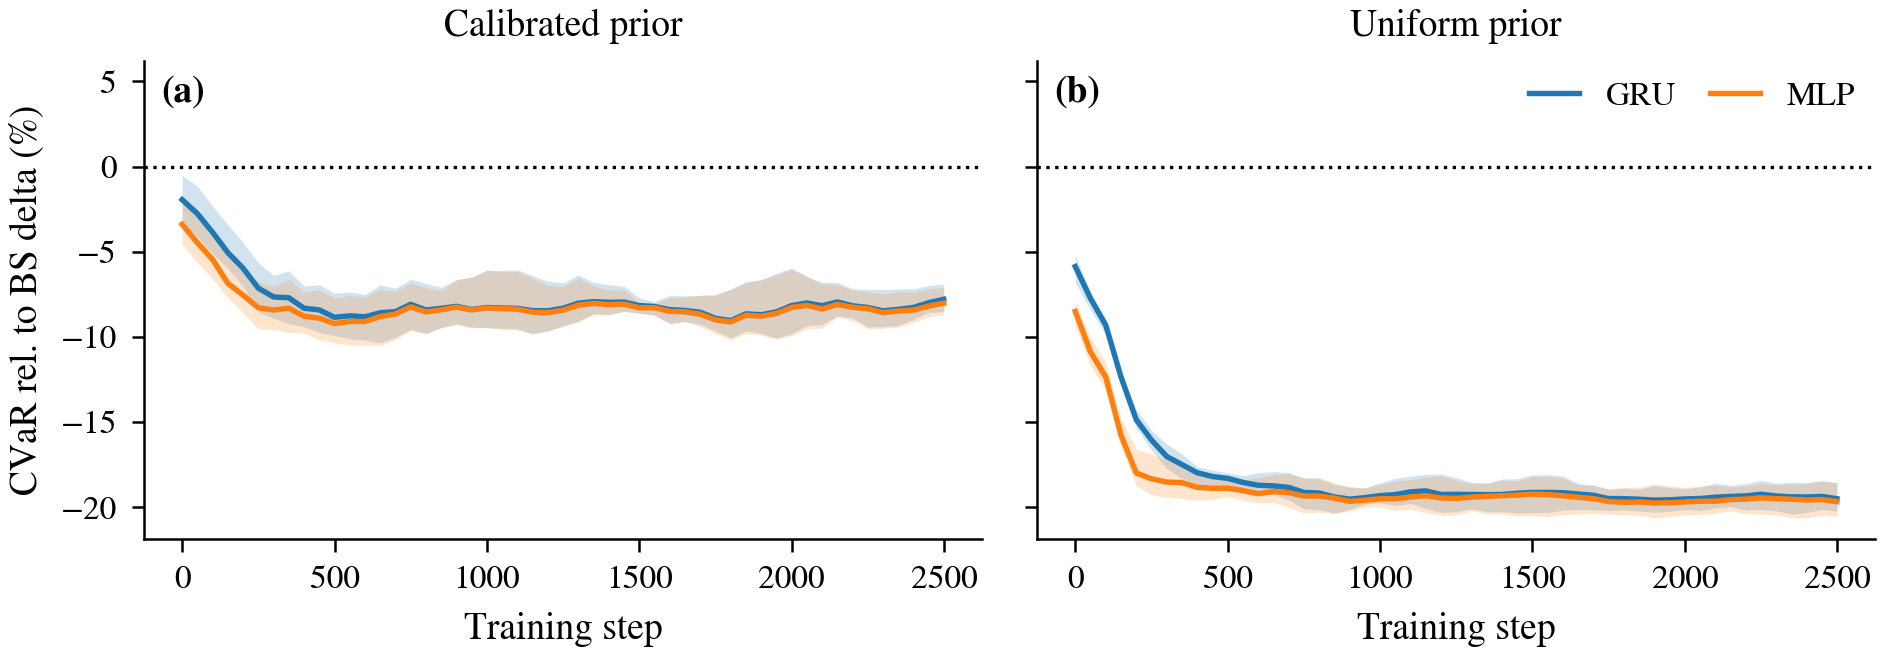 Calibrated prior
Uniform prior
CVaR rel. to BS delta (%)
(a)
5
0
−5
−10
−15
−20
0 500 1000 1500 2000 2500
Training step
(b)
GRU MLP
0 500 1000 1500 2000 2500
Training step